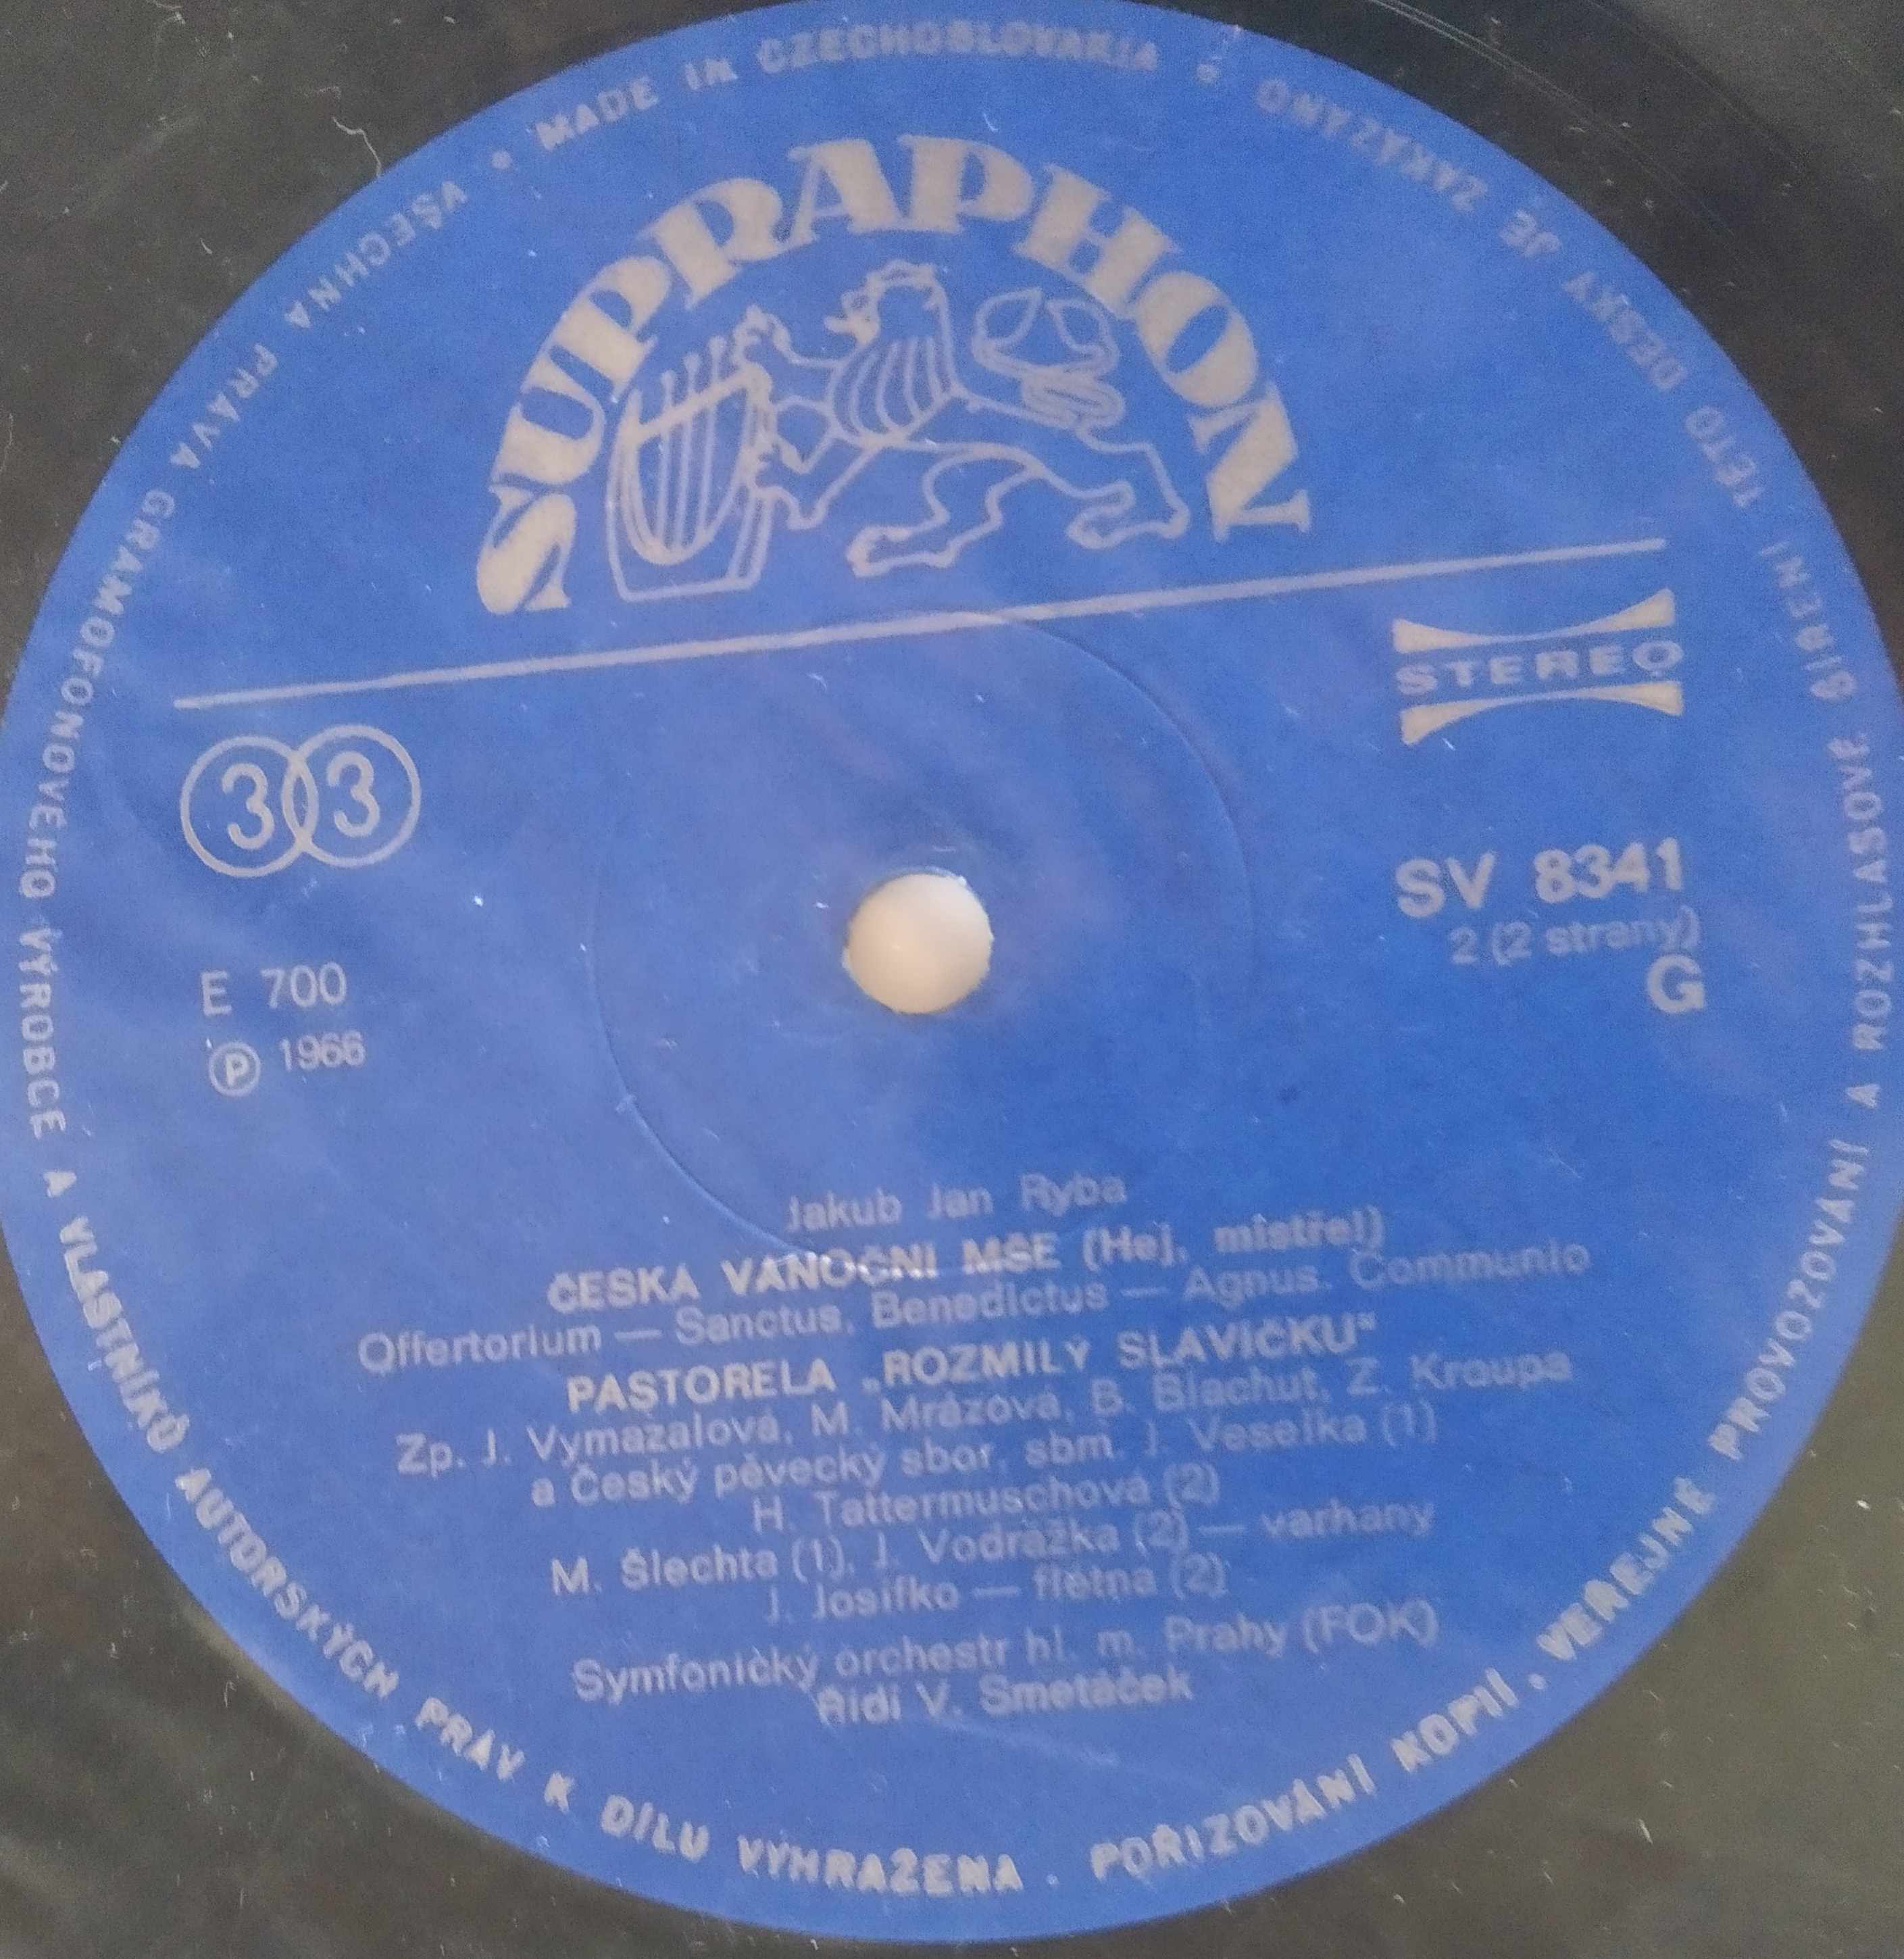 MADE IN CZECHOSLOVAKIA •
VŠECHNA PRÁVA GRAMOFONOVÉHO VÝROBCE A VLASTNÍKŮ AUTORSKÝCH PRÁV K DÍLU VYHRAŽENA . POŘIZOVÁNÍ KOPIÍ . VEŘEJNÉ PROVOZOVÁNÍ A ROZHLASOVÉ ŠÍŘENÍ TÉTO DESKY JE ZAKÁZÁNO •
SUPRAPHON
STEREO
33
SV 8341
2 (2 strany)
G
E 700
Ⓟ 1966
Jakub Jan Ryba
ČESKÁ VÁNOČNÍ MŠE (Hej, mistře!)
Offertorium — Sanctus, Benedictus — Agnus, Communio
PASTORELA „ROZMILÝ SLAVÍČKU“
Zp. J. Vymazalová, M. Mrázová, B. Blachut, Z. Kroupa
a Český pěvecký sbor, sbm. J. Veselka (1)
H. Tattermuschová (2)
M. Šlechta (1), J. Vodrážka (2) — varhany
J. Josífko — flétna (2)
Symfonický orchestr hl. m. Prahy (FOK)
Řídí V. Smetáček